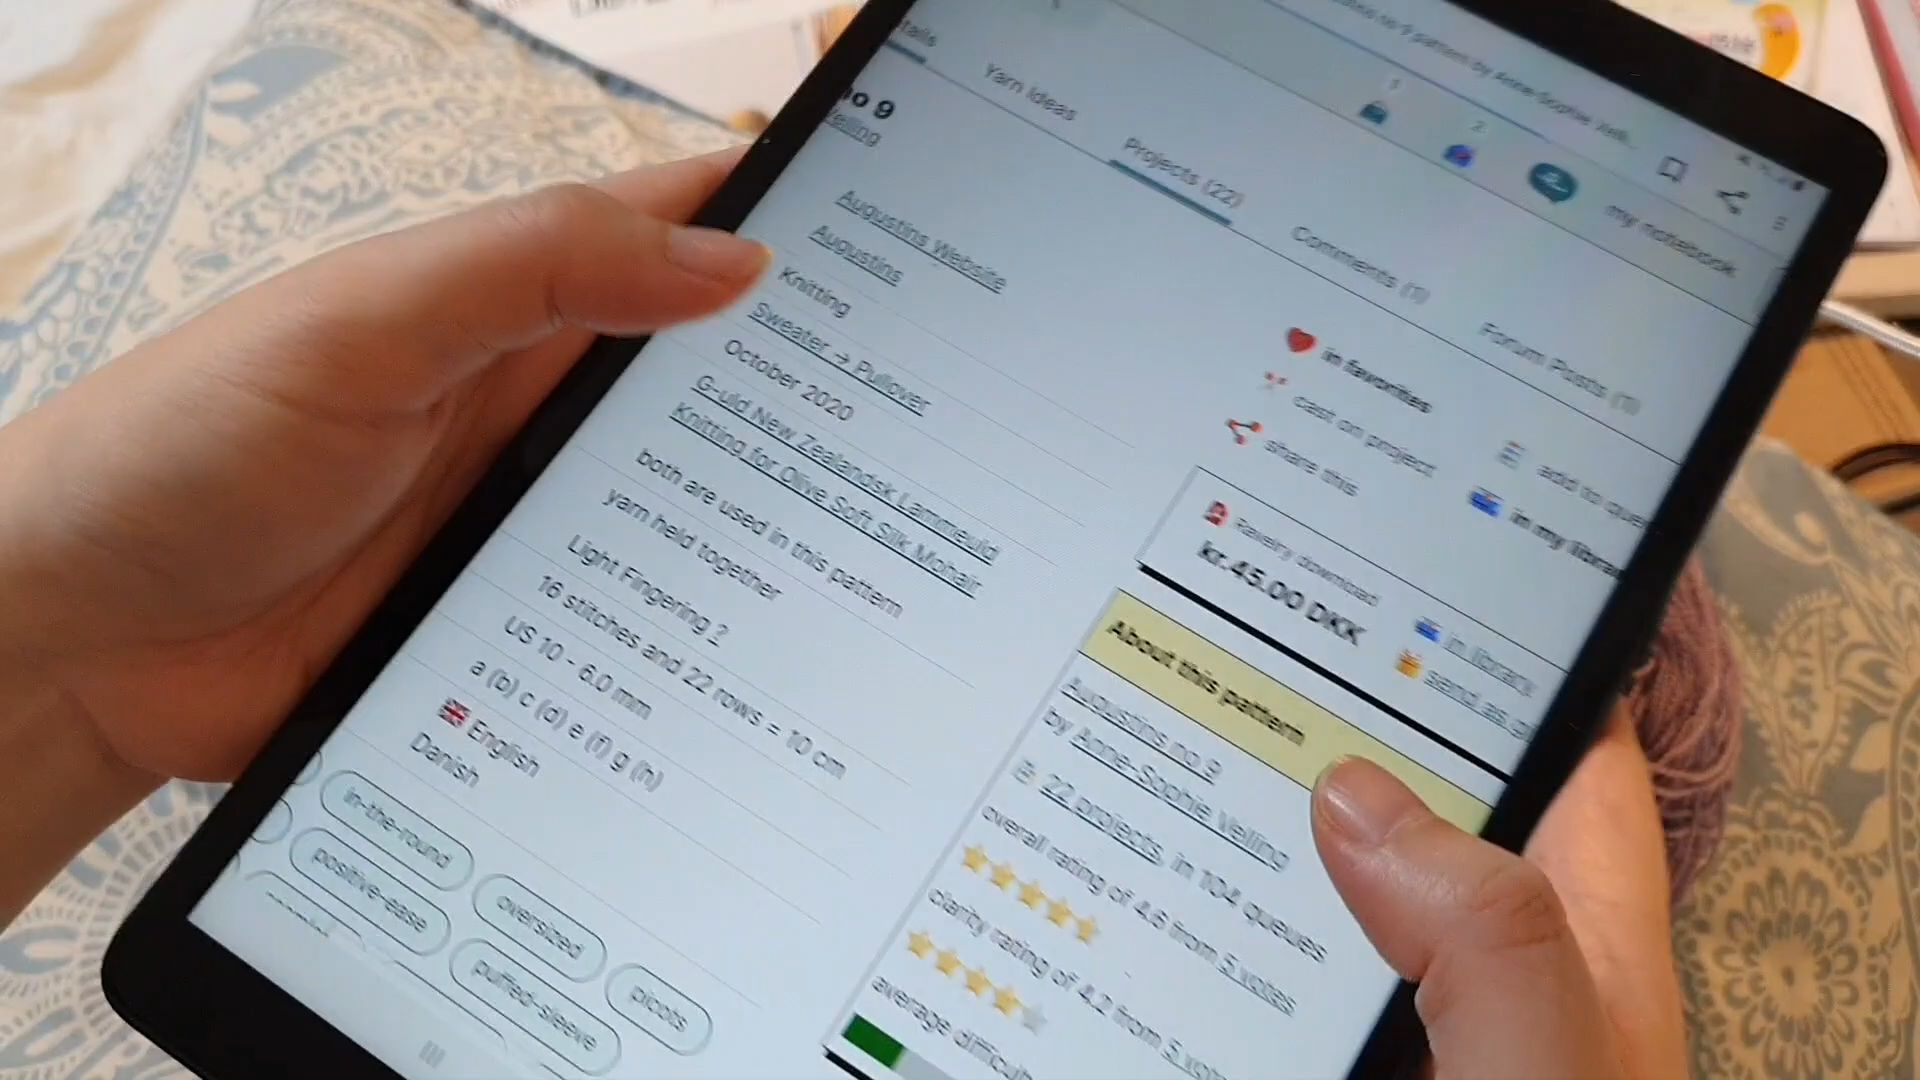 Yarn Ideas
Projects (22)
Comments (1)
Forum Posts (1)
my notebook
no 9
Veiling
Augustins Website
Augustins
Knitting
Sweater → Pullover
October 2020
G-uld New Zealandsk Lammeuld
Knitting for Olive Soft Silk Mohair
both are used in this pattern
yarn held together
Light Fingering ?
16 stitches and 22 rows = 10 cm
US 10 - 6.0 mm
a (b) c (d) e (f) g (h)
English
Danish
in-the-round
positive-ease
oversized
puffed-sleeve
picots
in favorites
cast on project
share this
add to
in my
Ravelry download
kr.45.00 DKK
in library
send as
About this pattern
Augustins no 9
by Anne-Sophie Velling
22 projects, in 104 queues
overall rating of 4.6 from 5 votes
clarity rating of 4.2 from 5
average